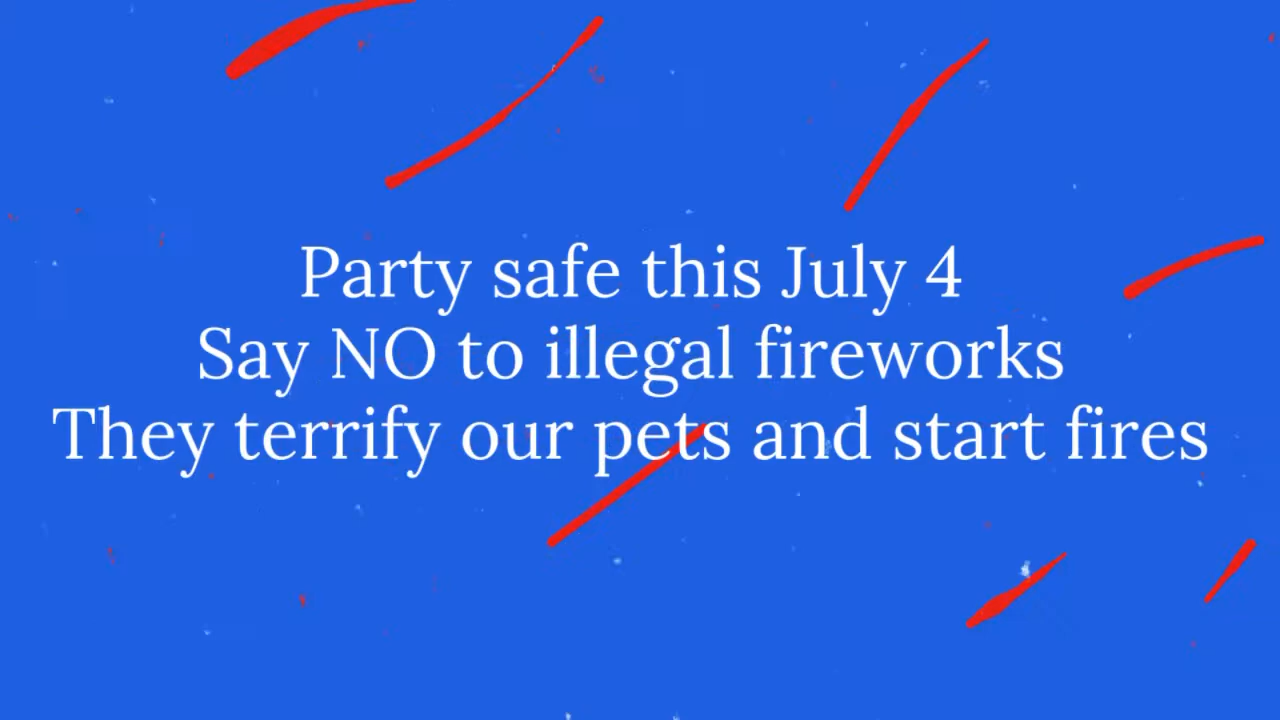 Party safe this July 4
Say NO to illegal fireworks
They terrify our pets and start fires